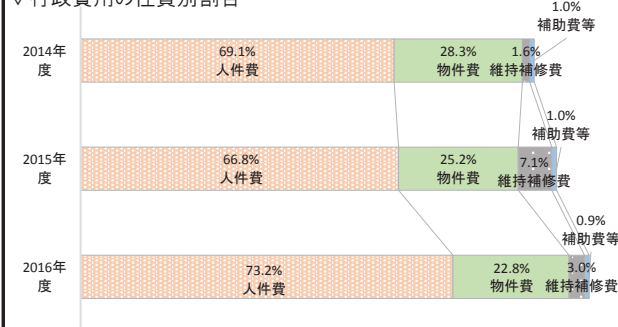 ▽行政費用の性質別割合
1.0%
補助費等
2014年
度
69.1%
人件費
28.3%
物件費
1.6%
維持補修費
1.0%
補助費等
2015年
度
66.8%
人件費
25.2%
物件費
7.1%
維持補修費
0.9%
補助費等
2016年
度
73.2%
人件費
22.8%
物件費
3.0%
維持補修費